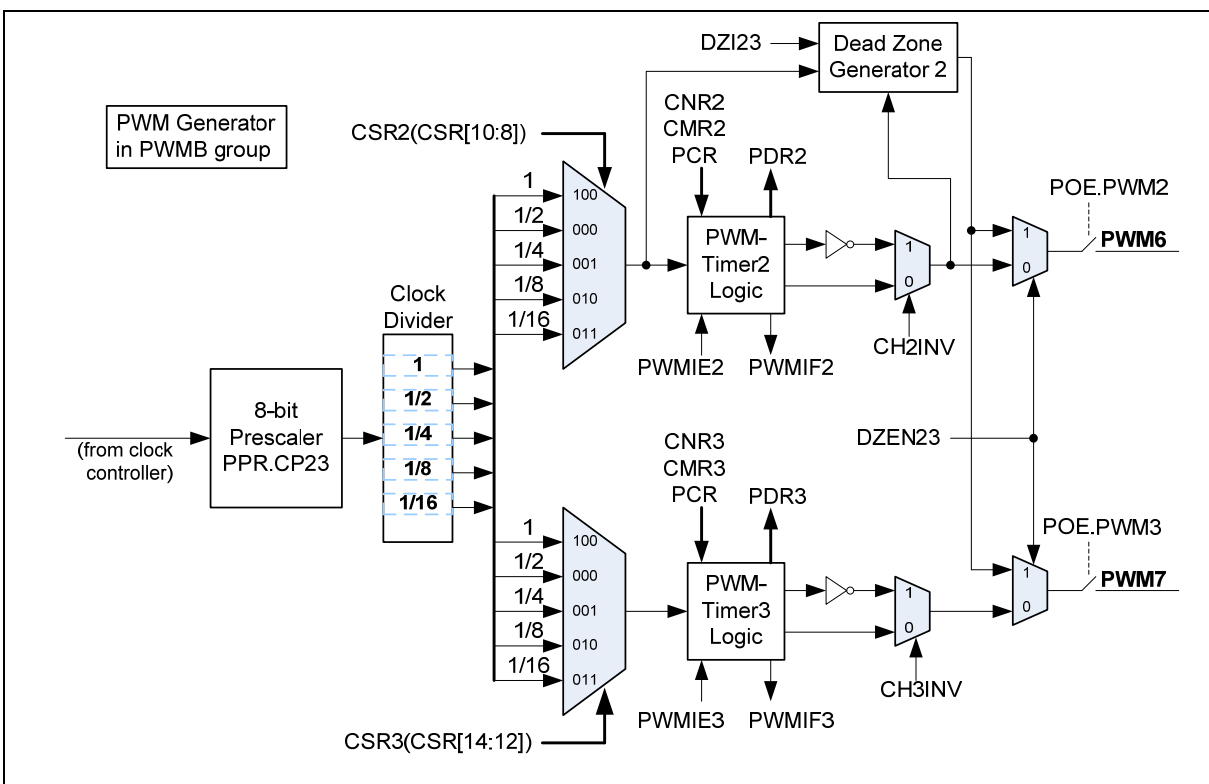 PWM Generator
in PWMB group
DZI23
Dead Zone
Generator 2
CSR2(CSR[10:8])
CNR2
CMR2
PCR
PDR2
1
1/2
1/4
1/8
1/16
100
000
001
010
011
PWM-
Timer2
Logic
1
0
PWMIE2
PWMIF2
CH2INV
1
0
POE.PWM2
PWM6
(from clock
controller)
8-bit
Prescaler
PPR.CP23
Clock
Divider
1
1/2
1/4
1/8
1/16
DZEN23
1
1/2
1/4
1/8
1/16
100
000
001
010
011
CSR3(CSR[14:12])
CNR3
CMR3
PCR
PDR3
PWM-
Timer3
Logic
1
0
PWMIE3
PWMIF3
CH3INV
1
0
POE.PWM3
PWM7